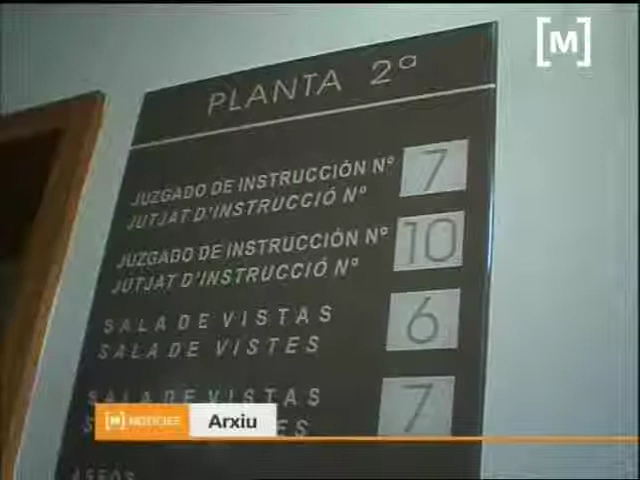 [M]
PLANTA 2ª
JUZGADO DE INSTRUCCIÓN Nº 7
JUTJAT D'INSTRUCCIÓ Nº
JUZGADO DE INSTRUCCIÓN Nº 10
JUTJAT D'INSTRUCCIÓ Nº
SALA DE VISTAS 6
SALA DE VISTES
SALA DE VISTAS 7
[M] NOTÍCIES Arxiu